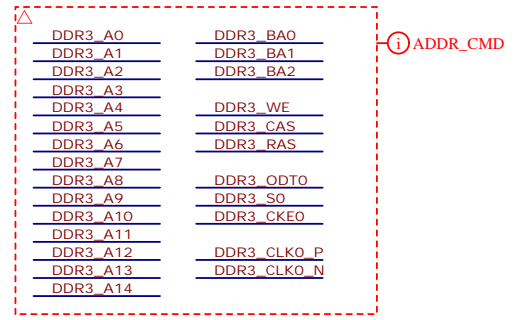 DDR3_A0
DDR3_A1
DDR3_A2
DDR3_A3
DDR3_A4
DDR3_A5
DDR3_A6
DDR3_A7
DDR3_A8
DDR3_A9
DDR3_A10
DDR3_A11
DDR3_A12
DDR3_A13
DDR3_A14
DDR3_BA0
DDR3_BA1
DDR3_BA2
DDR3_WE
DDR3_CAS
DDR3_RAS
DDR3_ODT0
DDR3_S0
DDR3_CKE0
DDR3_CLK0_P
DDR3_CLK0_N
i ADDR_CMD